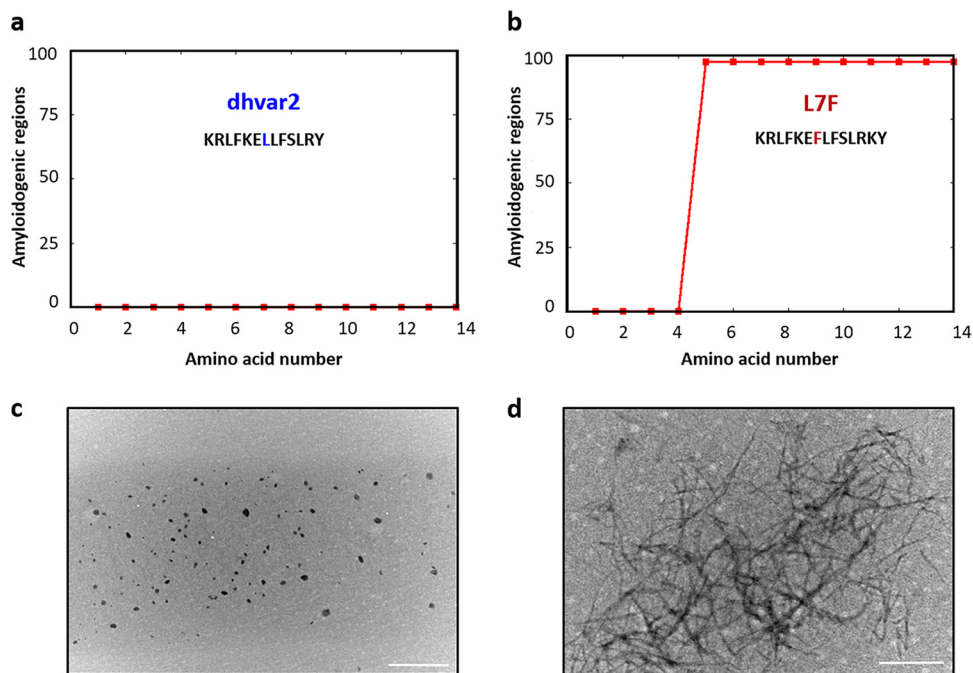 a
100
75
50
25
0
Amyloidogenic regions
dhvar2
KRLFKELLFSLRY
0 2 4 6 8 10 12 14
Amino acid number
b
100
75
50
25
0
Amyloidogenic regions
L7F
KRLFKEFLFSLRKY
0 2 4 6 8 10 12 14
Amino acid number
c
d